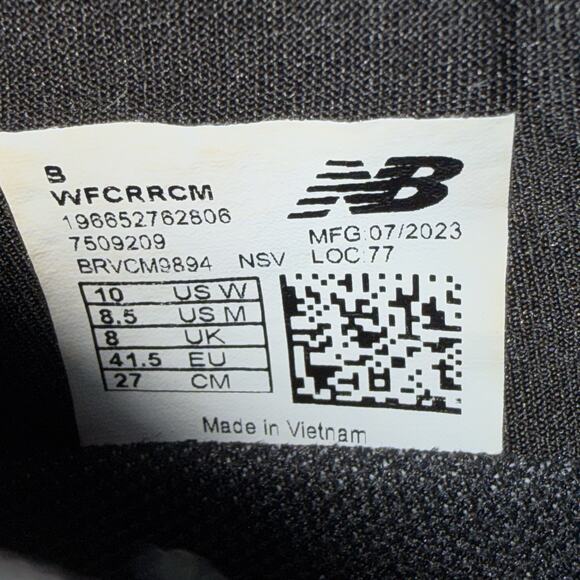 B
WFCRRCM
196652762806
7509209
BRVCM9894 NSV
NB
MFG:07/2023
LOC:77
10 US W
8.5 US M
8 UK
41.5 EU
27 CM
Made in Vietnam